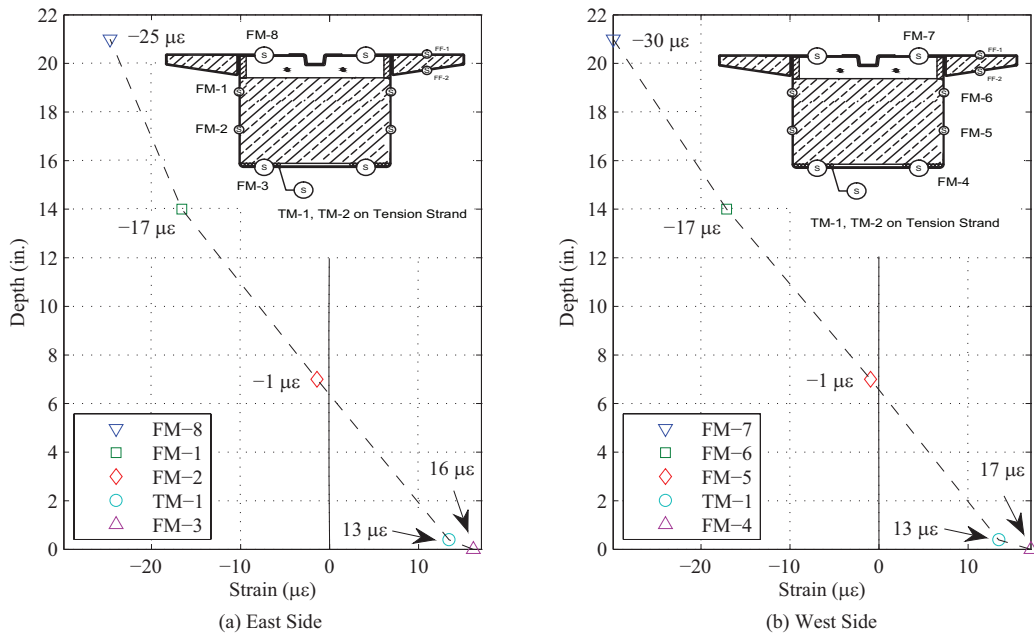 Depth (in.)
22
20
18
16
14
12
10
8
6
4
2
0
−20
−10
0
10
Strain (με)
(a) East Side
−25 με
−17 με
−1 με
16 με
13 με
FM-8
FM-1
FM-2
FM-3
FF-1
FF-2
S
S
S
S
S
S
S
S
S
S
S
TM-1, TM-2 on Tension Strand
FM−8
FM−1
FM−2
TM−1
FM−3
Depth (in.)
22
20
18
16
14
12
10
8
6
4
2
0
−20
−10
0
10
Strain (με)
(b) West Side
−30 με
−17 με
−1 με
17 με
13 με
FM-7
FM-6
FM-5
FM-4
FF-1
FF-2
S
S
S
S
S
S
S
S
S
S
S
TM-1, TM-2 on Tension Strand
FM−7
FM−6
FM−5
TM−1
FM−4